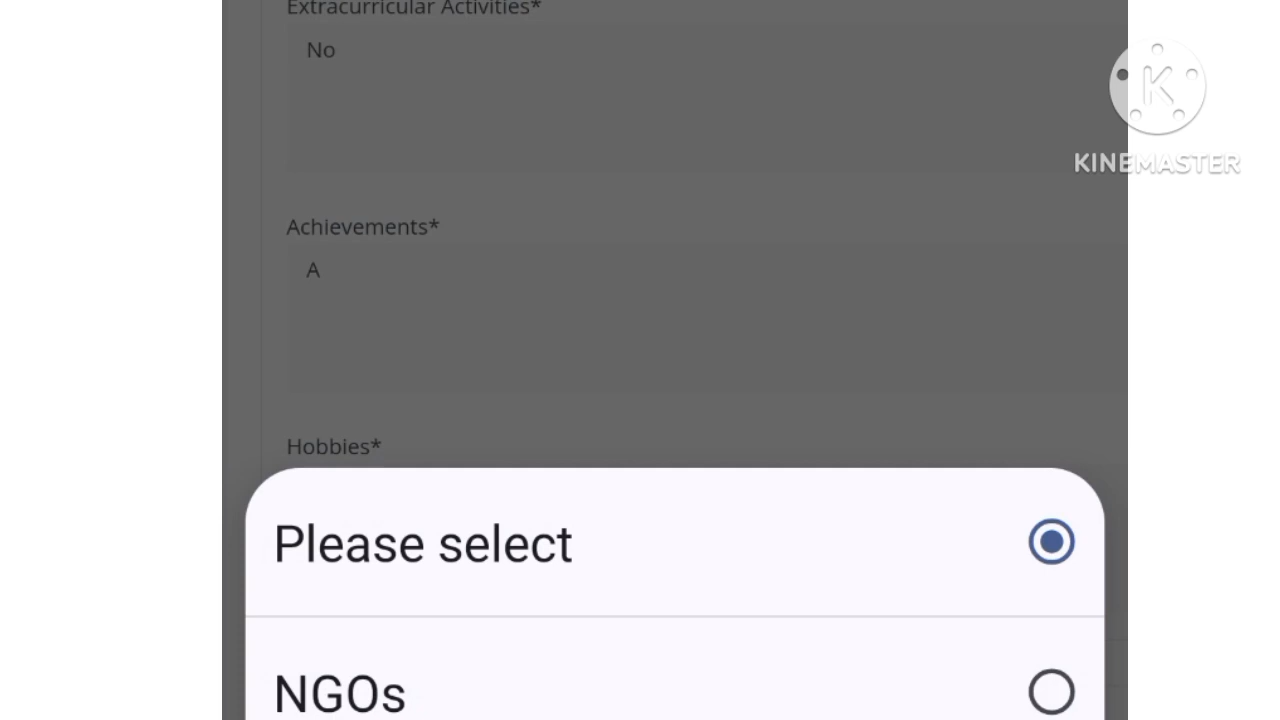 Extracurricular Activities*
No
K
KINEMASTER
Achievements*
A
Hobbies*
Please select
NGOs